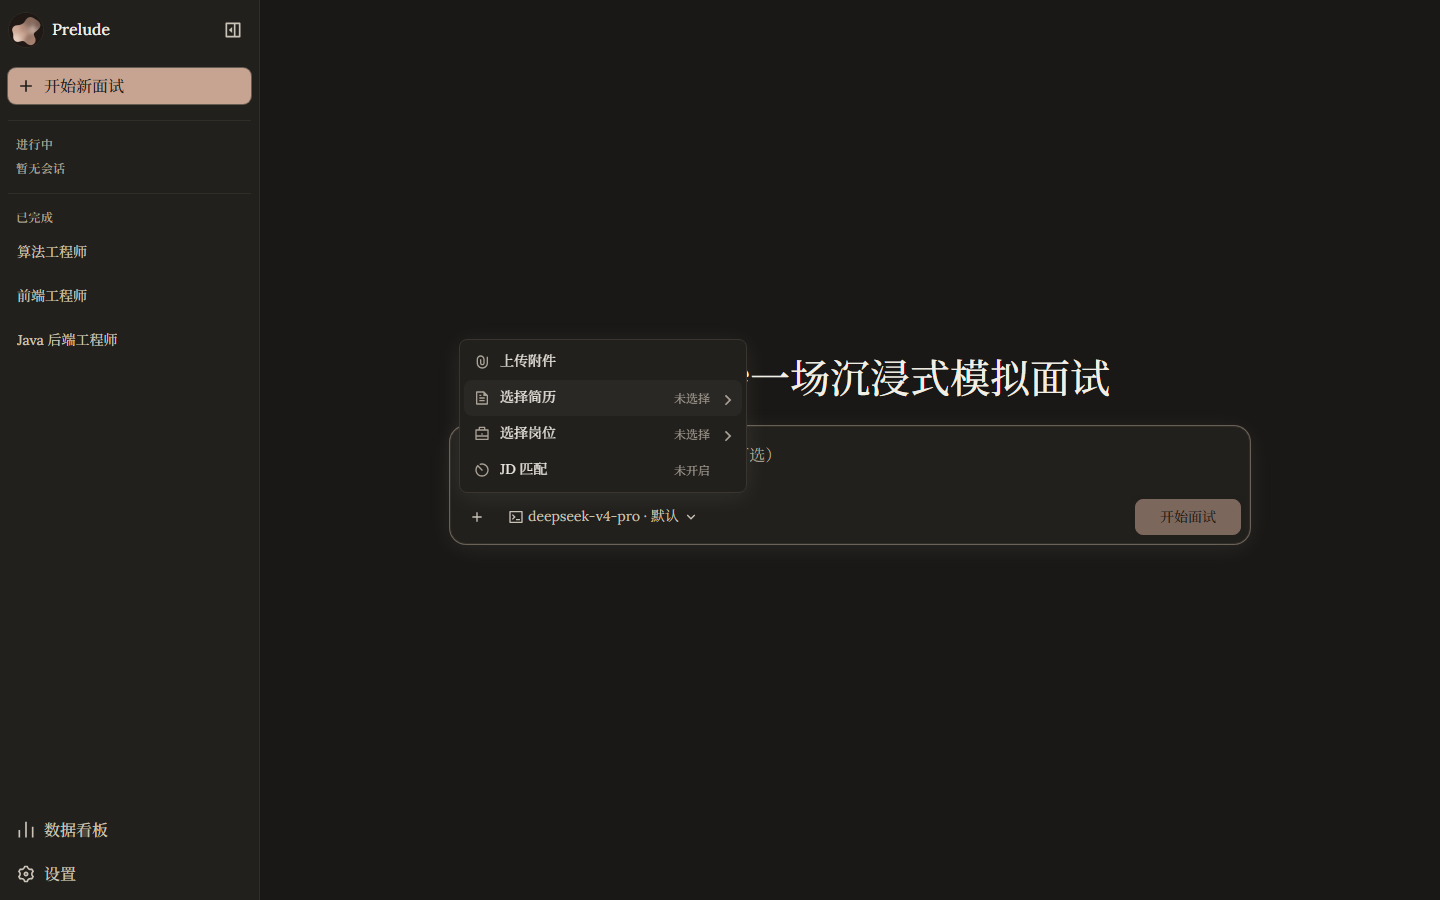 Prelude
开始新面试
进行中
暂无会话
已完成
算法工程师
前端工程师
Java 后端工程师
数据看板
设置
一场沉浸式模拟面试
上传附件
选择简历 未选择
选择岗位 未选择
JD 匹配 未开启
选）
deepseek-v4-pro · 默认
开始面试